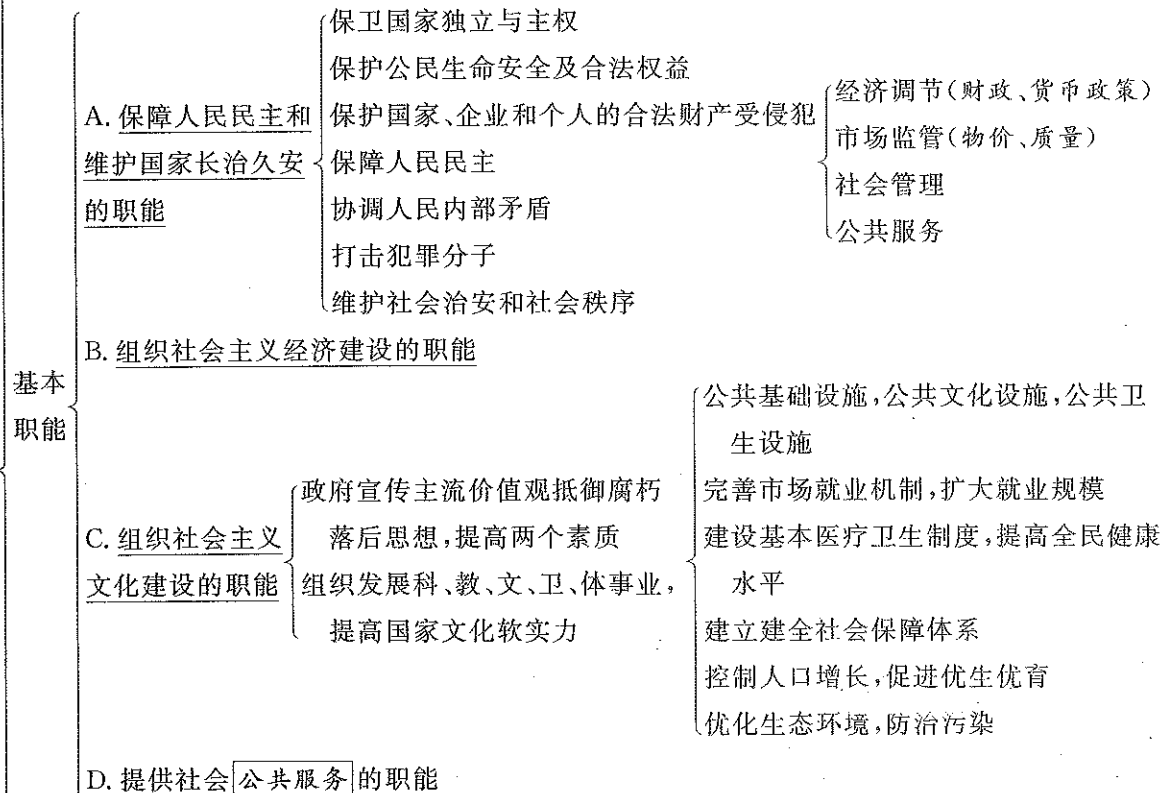 基本
职能
A. 保障人民民主和
维护国家长治久安
的职能
保卫国家独立与主权
保护公民生命安全及合法权益
保护国家、企业和个人的合法财产受侵犯
保障人民民主
协调人民内部矛盾
打击犯罪分子
维护社会治安和社会秩序
经济调节(财政、货币政策)
市场监管(物价、质量)
社会管理
公共服务
B. 组织社会主义经济建设的职能
C. 组织社会主义
文化建设的职能
政府宣传主流价值观抵御腐朽
落后思想,提高两个素质
组织发展科、教、文、卫、体事业,
提高国家文化软实力
公共基础设施,公共文化设施,公共卫
生设施
完善市场就业机制,扩大就业规模
建设基本医疗卫生制度,提高全民健康
水平
建立建全社会保障体系
控制人口增长,促进优生优育
优化生态环境,防治污染
D. 提供社会公共服务的职能